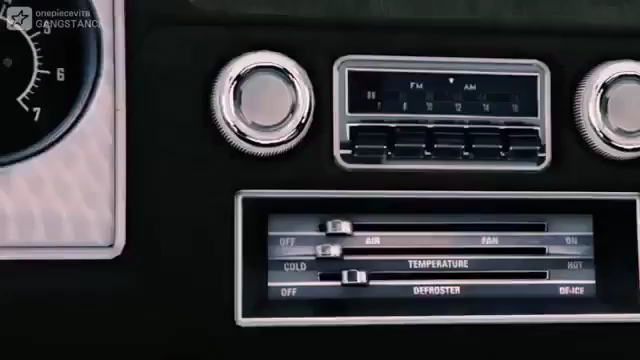 onepiecevita
GANGSTANCE
5
6
7
FM AM
8 10 12 14 16
OFF AIR FAN ON
COLD TEMPERATURE HOT
OFF DEFROSTER DE-ICE